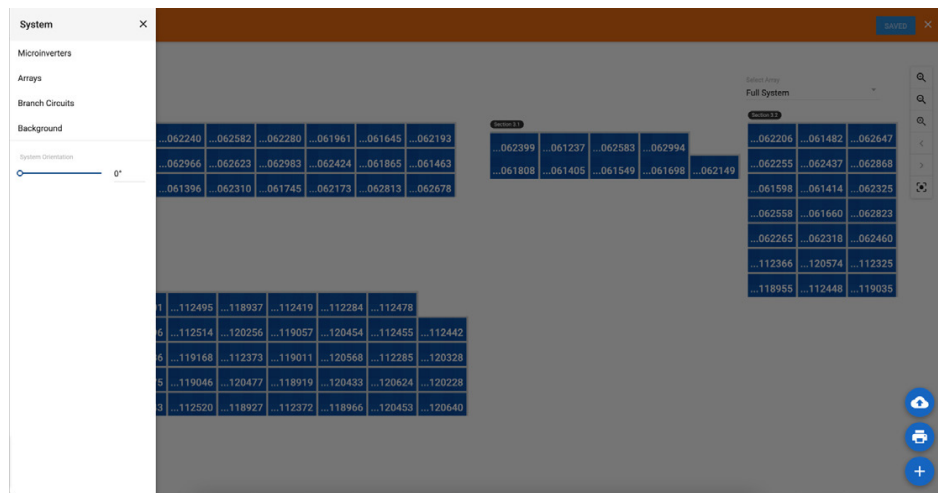 System
SAVED
Microinverters
Arrays
Branch Circuits
Background
System Orientation
0°
Select Array
Full System
...062240 ...062582 ...062280 ...061961 ...061645 ...062193
...062966 ...062623 ...062983 ...062424 ...061865 ...061463
...061396 ...062310 ...061745 ...062173 ...062813 ...062678
Section 3.1
...062399 ...061237 ...062583 ...062994
...061808 ...061405 ...061549 ...061698 ...062149
Section 3.2
...062206 ...061482 ...062647
...062255 ...062437 ...062868
...061598 ...061414 ...062325
...062558 ...061660 ...062823
...062265 ...062318 ...062460
...112366 ...120574 ...112325
...118955 ...112448 ...119035
...112495 ...118937 ...112419 ...112284 ...112478
...112514 ...120256 ...119057 ...120454 ...112455 ...112442
...119168 ...112373 ...119011 ...120568 ...112285 ...120328
...119046 ...120477 ...118919 ...120433 ...120624 ...120228
...112520 ...118927 ...112372 ...118966 ...120453 ...120640